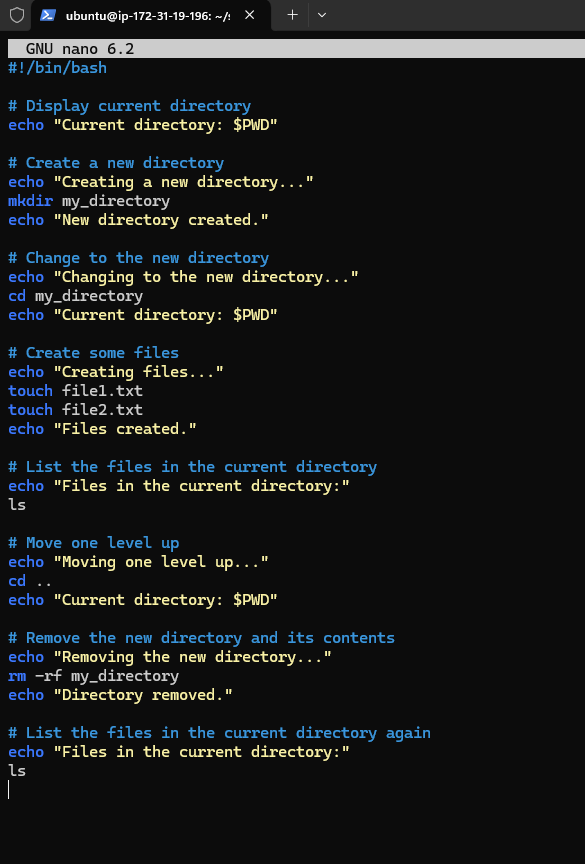 ubuntu@ip-172-31-19-196: ~/s
GNU nano 6.2
#!/bin/bash
# Display current directory
echo "Current directory: $PWD"
# Create a new directory
echo "Creating a new directory..."
mkdir my_directory
echo "New directory created."
# Change to the new directory
echo "Changing to the new directory..."
cd my_directory
echo "Current directory: $PWD"
# Create some files
echo "Creating files..."
touch file1.txt
touch file2.txt
echo "Files created."
# List the files in the current directory
echo "Files in the current directory:"
ls
# Move one level up
echo "Moving one level up..."
cd ..
echo "Current directory: $PWD"
# Remove the new directory and its contents
echo "Removing the new directory..."
rm -rf my_directory
echo "Directory removed."
# List the files in the current directory again
echo "Files in the current directory:"
ls